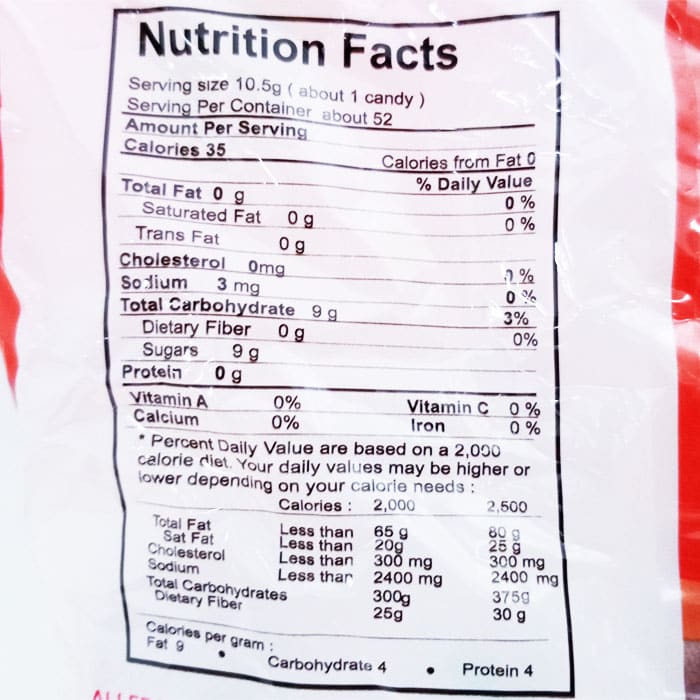 Nutrition Facts
Serving size 10.5g ( about 1 candy )
Serving Per Container about 52
Amount Per Serving
Calories 35 Calories from Fat 0
% Daily Value
Total Fat 0 g 0 %
Saturated Fat 0 g 0 %
Trans Fat 0 g
Cholesterol 0mg 0 %
Sodium 3 mg 0 %
Total Carbohydrate 9 g 3%
Dietary Fiber 0 g 0%
Sugars 9 g
Protein 0 g
Vitamin A 0% Vitamin C 0 %
Calcium 0% Iron 0 %
* Percent Daily Value are based on a 2,000
calorie diet. Your daily values may be higher or
lower depending on your calorie needs :
Calories : 2,000 2,500
Total Fat Less than 65 g 80 g
Sat Fat Less than 20g 25 g
Cholesterol Less than 300 mg 300 mg
Sodium Less than 2400 mg 2400 mg
Total Carbohydrates 300g 375g
Dietary Fiber 25g 30 g
Calories per gram :
Fat 9 • Carbohydrate 4 • Protein 4